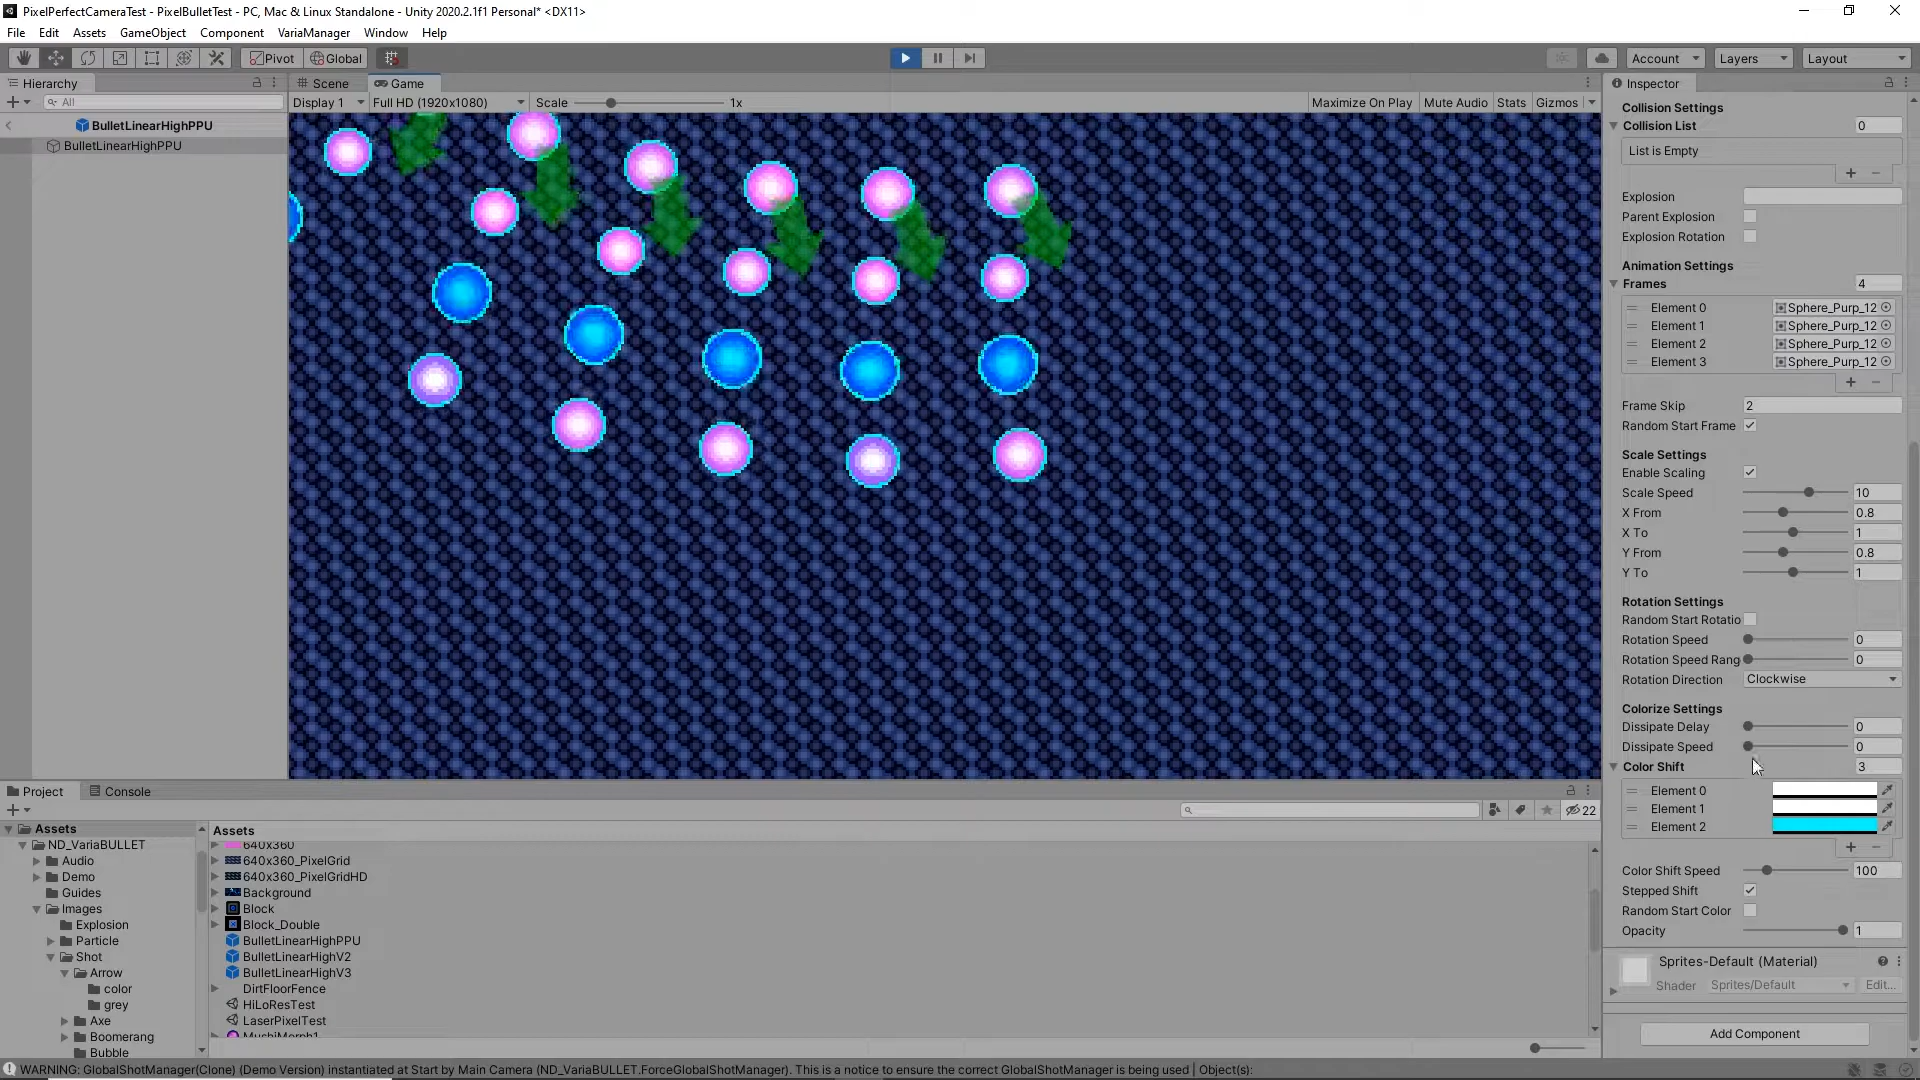 PixelPerfectCameraTest - PixelBulletTest - PC, Mac & Linux Standalone - Unity 2020.2.1f1 Personal* <DX11>
File Edit Assets GameObject Component VariaManager Window Help
Pivot Global Account Layers Layout
Hierarchy
All
BulletLinearHighPPU
BulletLinearHighPPU
Scene Game
Display 1 Full HD (1920x1080) Scale 1x Maximize On Play Mute Audio Stats Gizmos
Inspector
Collision Settings
Collision List 0
List is Empty
Explosion
Parent Explosion
Explosion Rotation
Animation Settings
Frames 4
Element 0 Sphere_Purp_12
Element 1 Sphere_Purp_12
Element 2 Sphere_Purp_12
Element 3 Sphere_Purp_12
Frame Skip 2
Random Start Frame
Scale Settings
Enable Scaling
Scale Speed 10
X From 0.8
X To 1
Y From 0.8
Y To 1
Rotation Settings
Random Start Rotatio
Rotation Speed 0
Rotation Speed Rang 0
Rotation Direction Clockwise
Colorize Settings
Dissipate Delay 0
Dissipate Speed 0
Color Shift 3
Element 0
Element 1
Element 2
Color Shift Speed 100
Stepped Shift
Random Start Color
Opacity 1
Sprites-Default (Material)
Shader Sprites/Default Edit...
Add Component
Project Console
22
Assets
ND_VariaBULLET
Audio
Demo
Guides
Images
Explosion
Particle
Shot
Arrow
color
grey
Axe
Boomerang
Bubble
Assets
640x360
640x360_PixelGrid
640x360_PixelGridHD
Background
Block
Block_Double
BulletLinearHighPPU
BulletLinearHighV2
BulletLinearHighV3
DirtFloorFence
HiLoResTest
LaserPixelTest
MushiMorph1
WARNING: GlobalShotManager(Clone) (Demo Version) instantiated at Start by Main Camera (ND_VariaBULLET.ForceGlobalShotManager). This is a notice to ensure the correct GlobalShotManager is being used | Object(s):